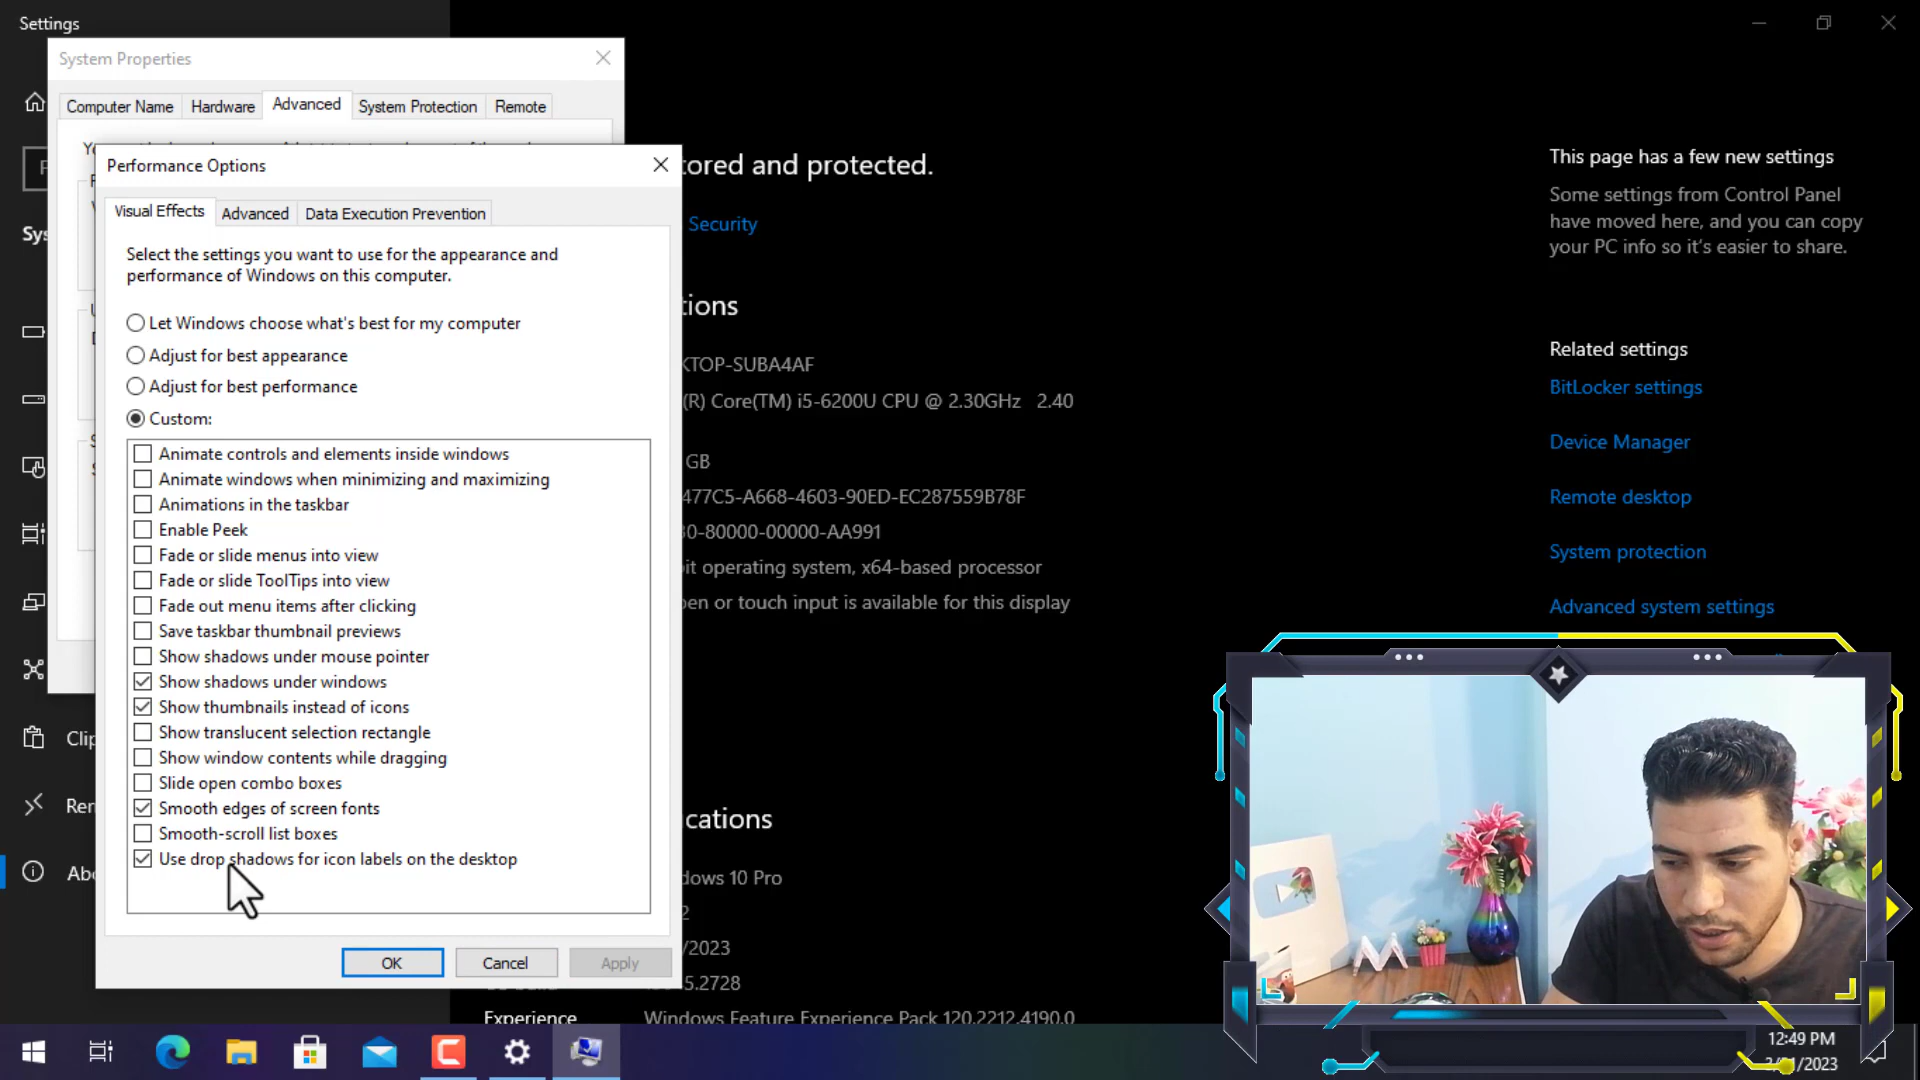 Settings
System Properties
Computer Name
Hardware
Advanced
System Protection
Remote
Performance Options
Visual Effects
Advanced
Data Execution Prevention
Select the settings you want to use for the appearance and
performance of Windows on this computer.
Let Windows choose what's best for my computer
Adjust for best appearance
Adjust for best performance
Custom:
Animate controls and elements inside windows
Animate windows when minimizing and maximizing
Animations in the taskbar
Enable Peek
Fade or slide menus into view
Fade or slide ToolTips into view
Fade out menu items after clicking
Save taskbar thumbnail previews
Show shadows under mouse pointer
Show shadows under windows
Show thumbnails instead of icons
Show translucent selection rectangle
Show window contents while dragging
Slide open combo boxes
Smooth edges of screen fonts
Smooth-scroll list boxes
Use drop shadows for icon labels on the desktop
OK
Cancel
Apply
Sys
Clip
Ren
Abo
tored and protected.
Security
tions
KTOP-SUBA4AF
(R) Core(TM) i5-6200U CPU @ 2.30GHz 2.40
GB
477C5-A668-4603-90ED-EC287559B78F
30-80000-00000-AA991
it operating system, x64-based processor
en or touch input is available for this display
ications
dows 10 Pro
2
/2023
5.2728
Experience
Windows Feature Experience Pack 120.2212.4190.0
This page has a few new settings
Some settings from Control Panel
have moved here, and you can copy
your PC info so it's easier to share.
Related settings
BitLocker settings
Device Manager
Remote desktop
System protection
Advanced system settings
12:49 PM